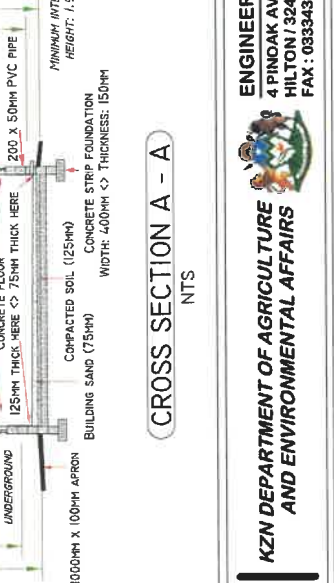 MINIMUM
HEIGHT: 1.
200 X 50MM PVC PIPE
CONCRETE FLOOR
125MM THICK HERE <> 75MM THICK HERE
UNDERGROUND
COMPACTED SOIL (125MM)
BUILDING SAND (75MM)
CONCRETE STRIP FOUNDATION
WIDTH: 400MM <> THICKNESS: 150MM
1000MM X 100MM APRON
CROSS SECTION A - A
NTS
KZN DEPARTMENT OF AGRICULTURE
AND ENVIRONMENTAL AFFAIRS
ENGINEER
4 PINOAK AV
HILTON / 324
FAX : 033343